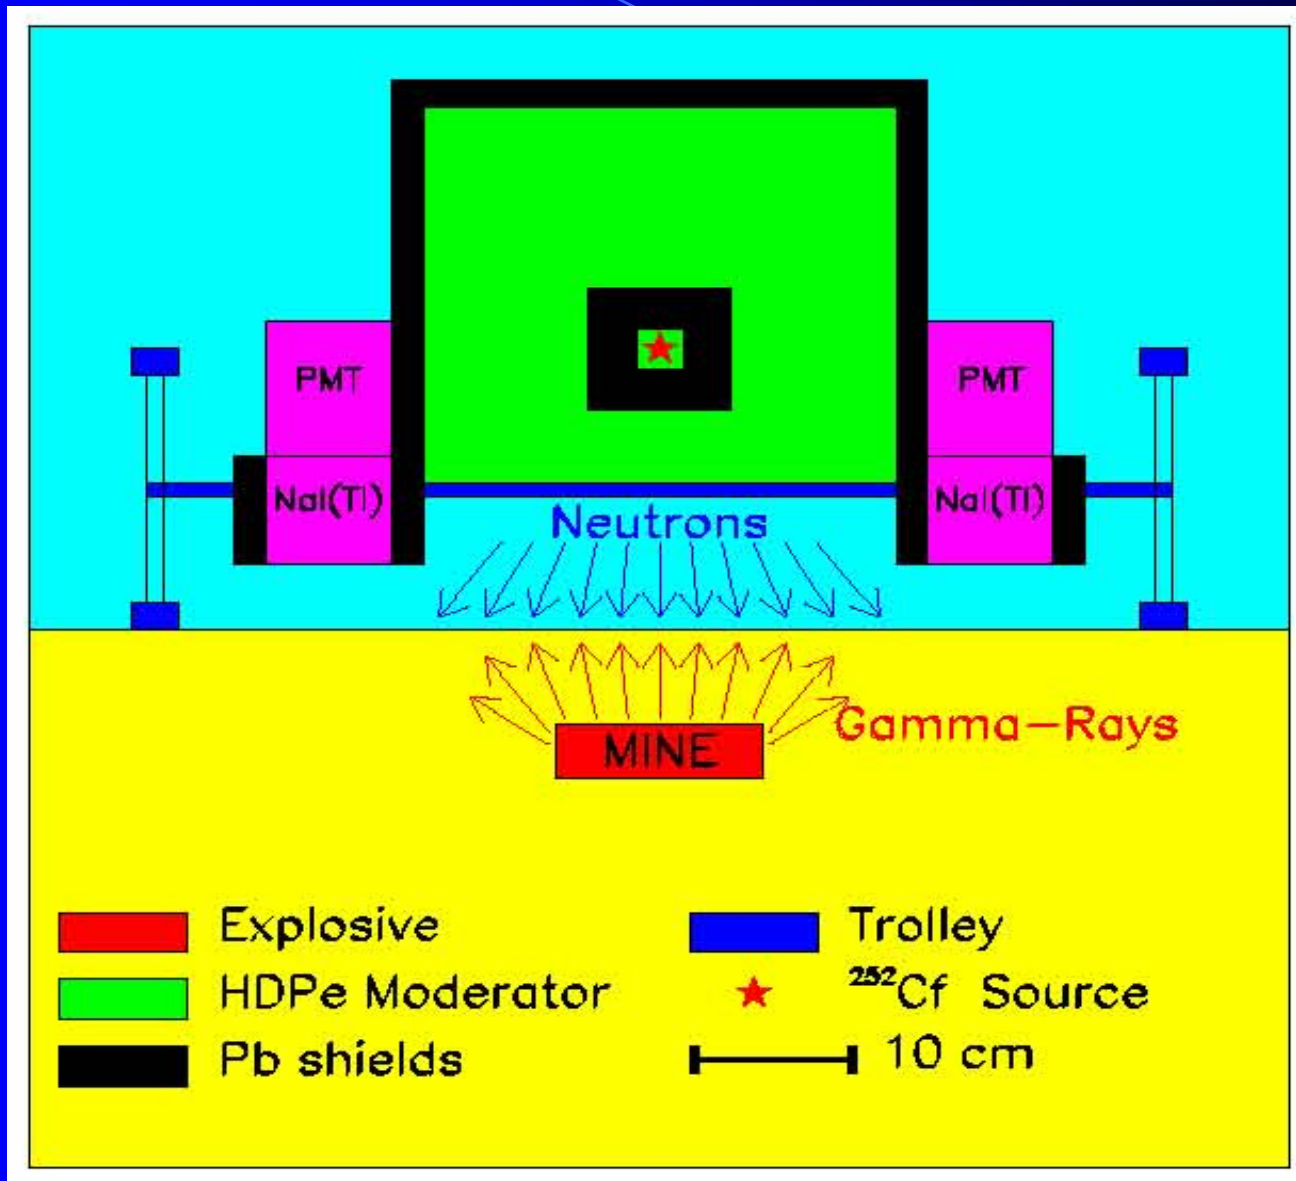 PMT
PMT
NaI(Tl)
NaI(Tl)
Neutrons
Gamma-Rays
MINE
Explosive
Trolley
HDPe Moderator
²⁵²Cf Source
Pb shields
10 cm